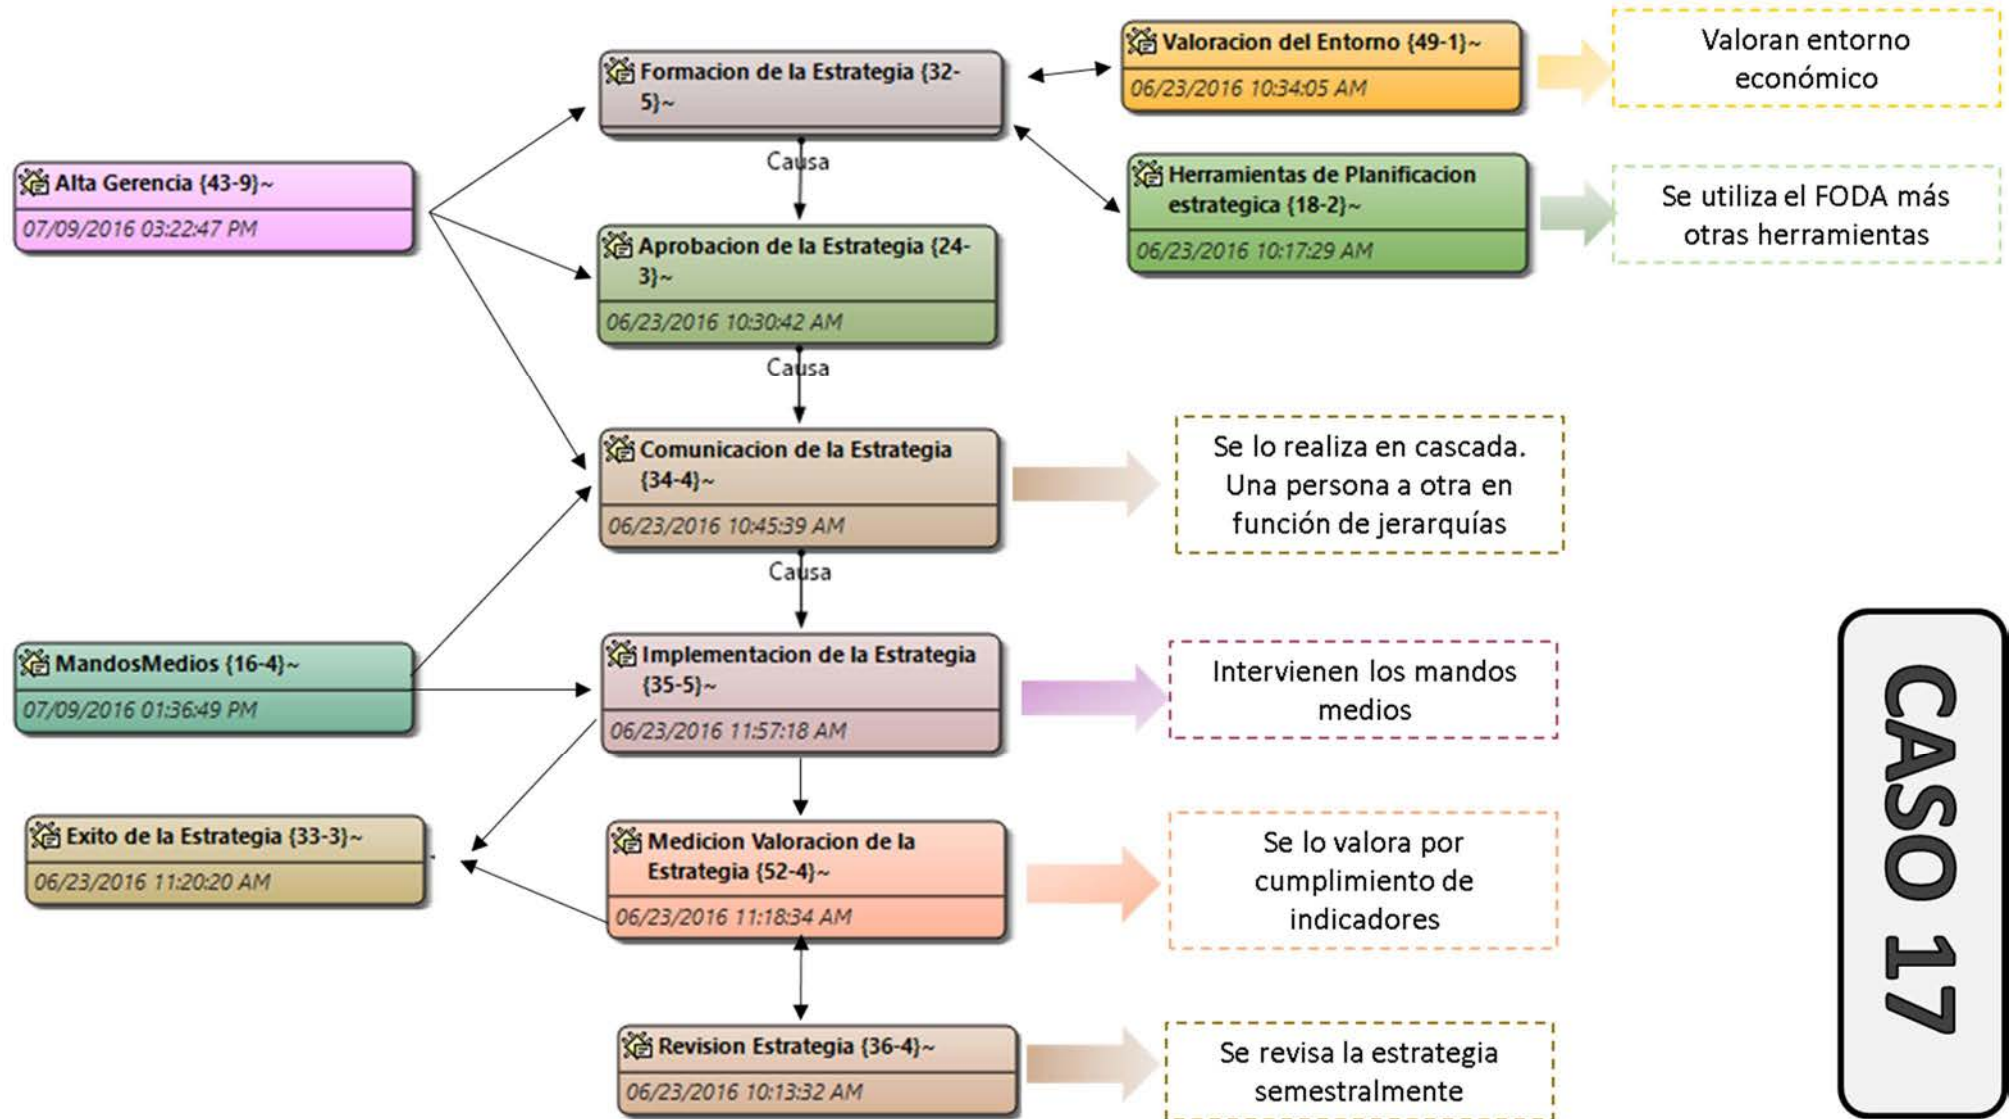 Formacion de la Estrategia {32-
5}~
Valoracion del Entorno {49-1}~
06/23/2016 10:34:05 AM
Valoran entorno
económico
Causa
Alta Gerencia {43-9}~
07/09/2016 03:22:47 PM
Herramientas de Planificacion
estrategica {18-2}~
06/23/2016 10:17:29 AM
Se utiliza el FODA más
otras herramientas
Aprobacion de la Estrategia {24-
3}~
06/23/2016 10:30:42 AM
Causa
Comunicacion de la Estrategia
{34-4}~
06/23/2016 10:45:39 AM
Se lo realiza en cascada.
Una persona a otra en
función de jerarquías
Causa
MandosMedios {16-4}~
07/09/2016 01:36:49 PM
Implementacion de la Estrategia
{35-5}~
06/23/2016 11:57:18 AM
Intervienen los mandos
medios
Exito de la Estrategia {33-3}~
06/23/2016 11:20:20 AM
Medicion Valoracion de la
Estrategia {52-4}~
06/23/2016 11:18:34 AM
Se lo valora por
cumplimiento de
indicadores
Revision Estrategia {36-4}~
06/23/2016 10:13:32 AM
Se revisa la estrategia
semestralmente
CASO 17